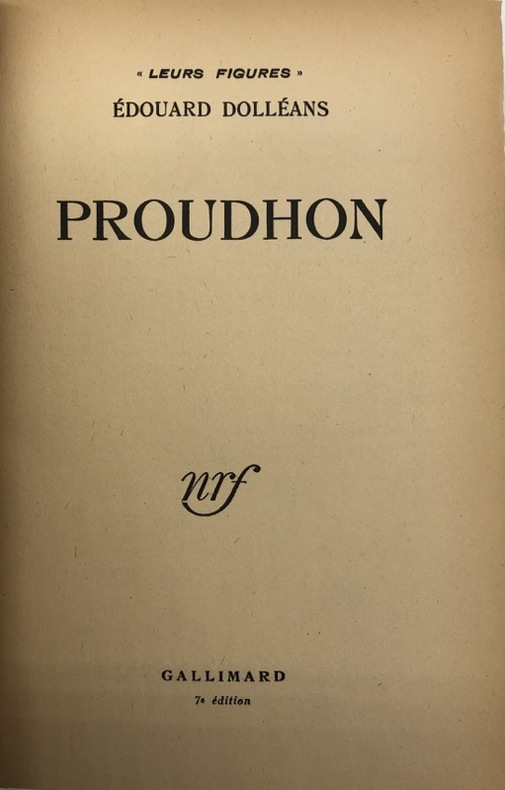 « LEURS FIGURES »
ÉDOUARD DOLLÉANS
PROUDHON
nrf
GALLIMARD
7e édition